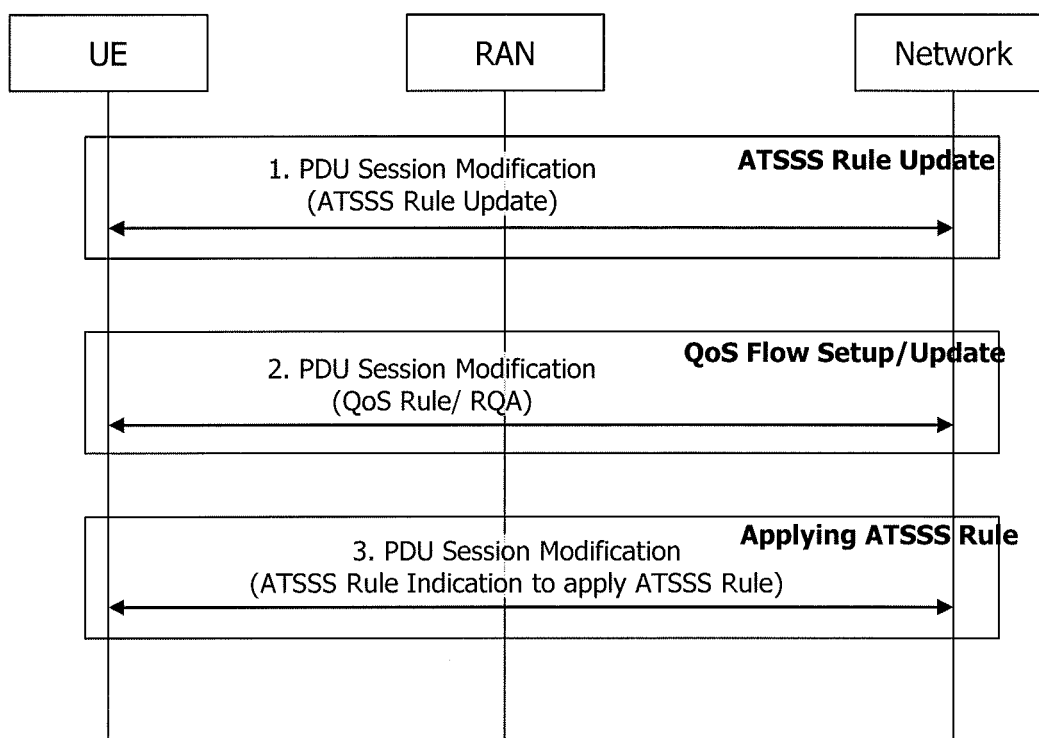 UE
RAN
Network
ATSSS Rule Update
1. PDU Session Modification
(ATSSS Rule Update)
QoS Flow Setup/Update
2. PDU Session Modification
(QoS Rule/ RQA)
Applying ATSSS Rule
3. PDU Session Modification
(ATSSS Rule Indication to apply ATSSS Rule)